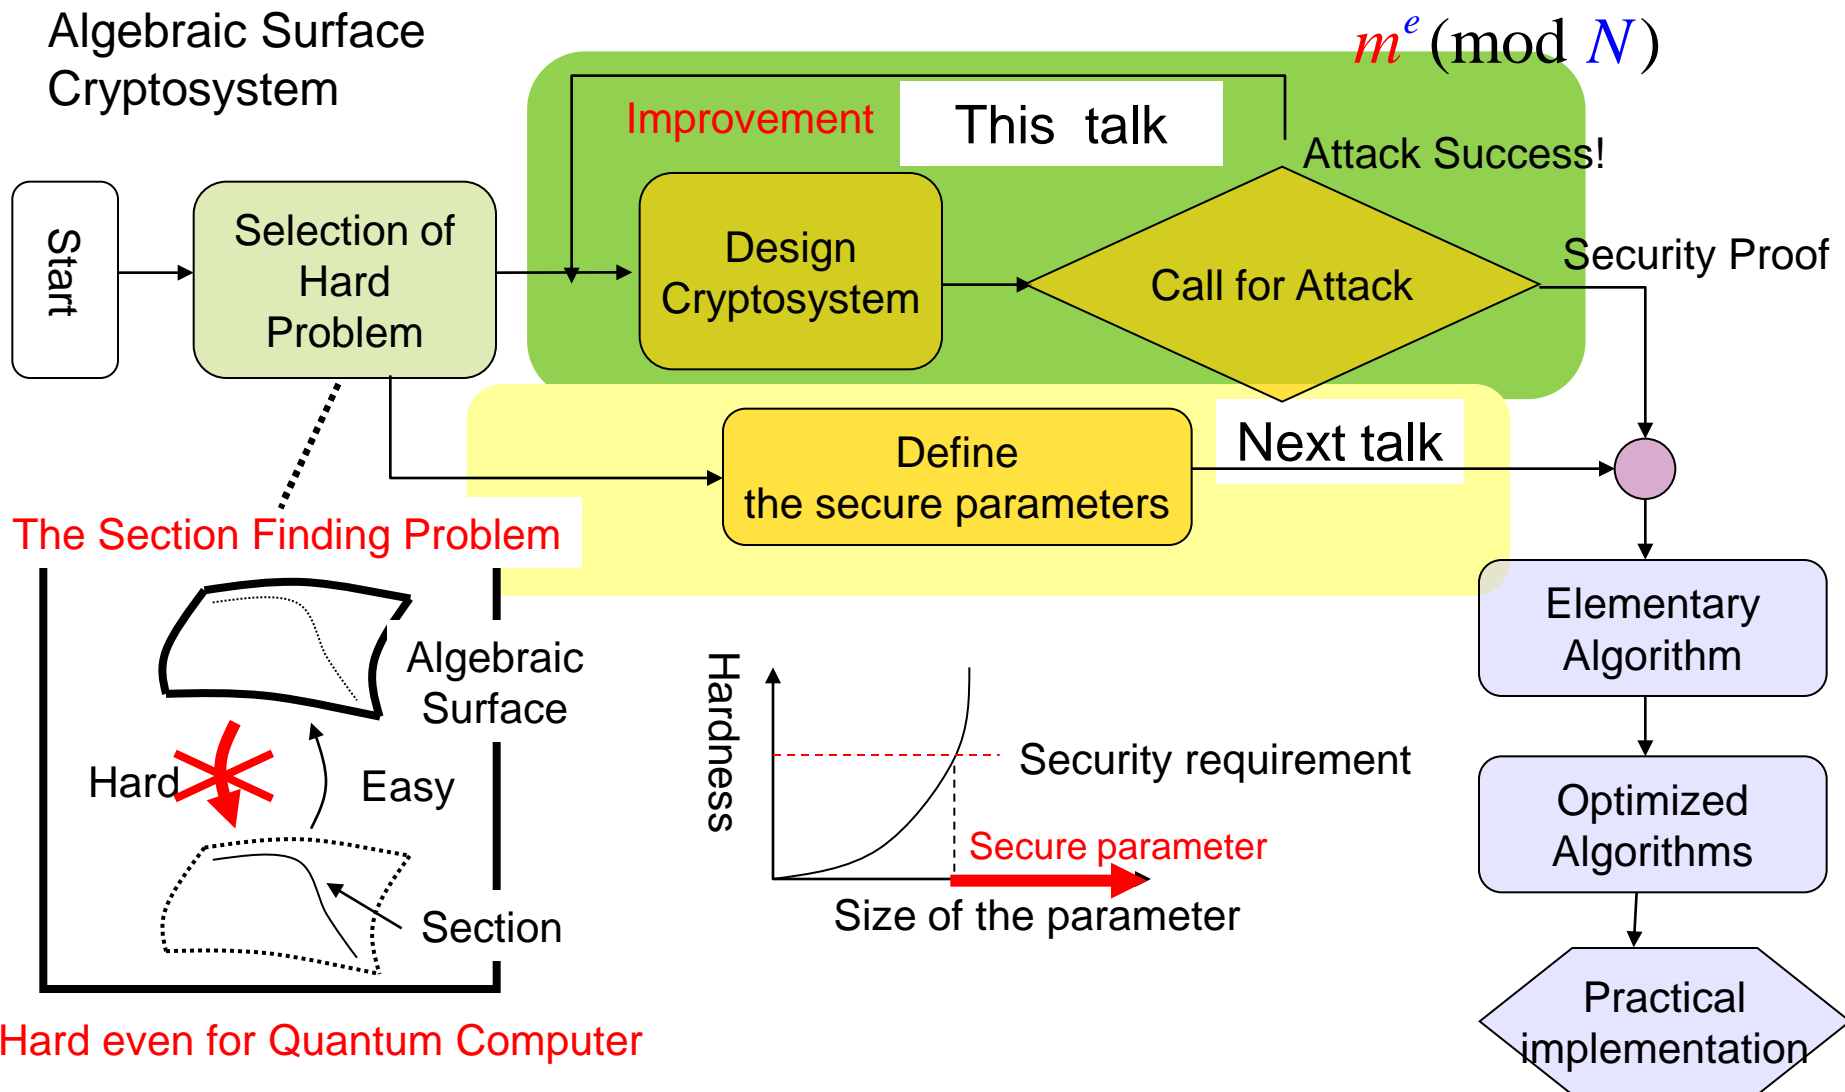 Algebraic Surface
Cryptosystem
m^e (mod N)
Improvement
This talk
Attack Success!
Start
Selection of
Hard
Problem
Design
Cryptosystem
Call for Attack
Security Proof
Define
the secure parameters
Next talk
The Section Finding Problem
Algebraic
Surface
Hard
Easy
Section
Hard even for Quantum Computer
Hardness
Security requirement
Secure parameter
Size of the parameter
Elementary
Algorithm
Optimized
Algorithms
Practical
implementation